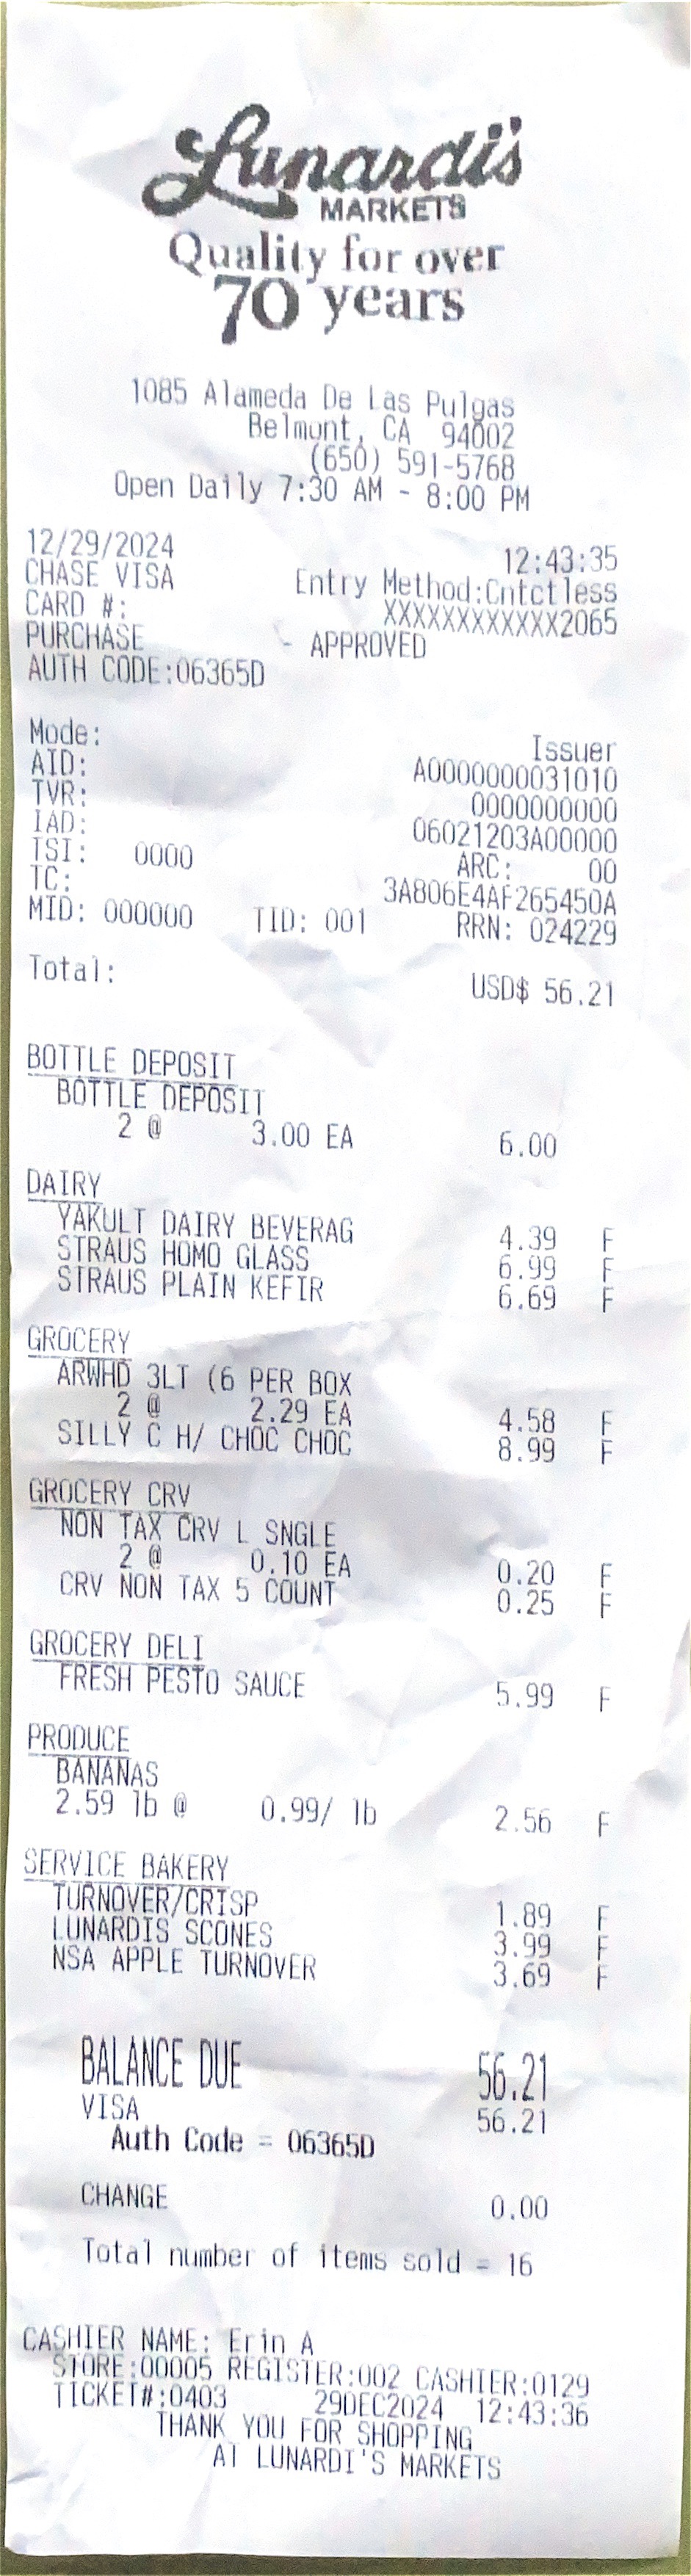 Lunardi's
MARKETS
Quality for over
70 years
1085 Alameda De Las Pulgas
Belmont, CA 94002
(650) 591-5768
Open Daily 7:30 AM - 8:00 PM
12/29/2024 12:43:35
CHASE VISA Entry Method:Cntctless
CARD #: XXXXXXXXXXXX2065
PURCHASE - APPROVED
AUTH CODE:06365D
Mode: Issuer
AID: A0000000031010
TVR: 0000000000
IAD: 06021203A00000
TSI: 0000 ARC: 00
TC: 3A806E4AF265450A
MID: 000000 TID: 001 RRN: 024229
Total: USD$ 56.21
BOTTLE DEPOSIT
BOTTLE DEPOSIT
2 @ 3.00 EA 6.00
DAIRY
YAKULT DAIRY BEVERAG 4.39 F
STRAUS HOMO GLASS 6.99 F
STRAUS PLAIN KEFIR 6.69 F
GROCERY
ARWHD 3LT (6 PER BOX
2 @ 2.29 EA 4.58 F
SILLY C H/ CHOC CHOC 8.99 F
GROCERY CRV
NON TAX CRV L SNGLE
2 @ 0.10 EA 0.20 F
CRV NON TAX 5 COUNT 0.25 F
GROCERY DELI
FRESH PESTO SAUCE 5.99 F
PRODUCE
BANANAS
2.59 lb @ 0.99/ lb 2.56 F
SERVICE BAKERY
TURNOVER/CRISP 1.89 F
LUNARDIS SCONES 3.99 F
NSA APPLE TURNOVER 3.69 F
BALANCE DUE 56.21
VISA 56.21
Auth Code = 06365D
CHANGE 0.00
Total number of items sold = 16
CASHIER NAME: Erin A
STORE:00005 REGISTER:002 CASHIER:0129
TICKET#:0403 29DEC2024 12:43:36
THANK YOU FOR SHOPPING
AT LUNARDI'S MARKETS